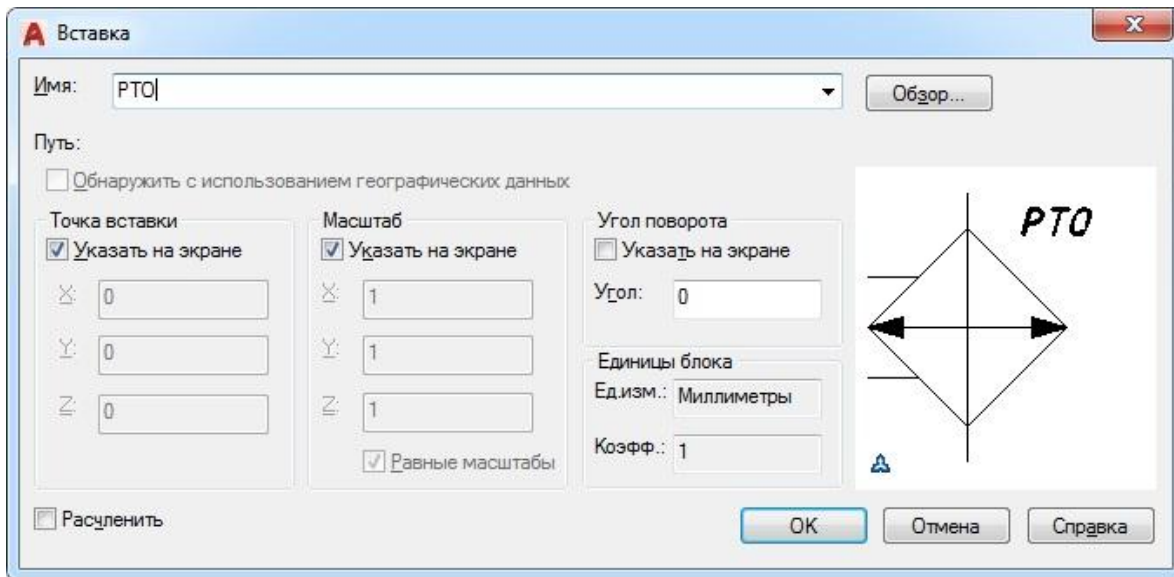 Вставка
Имя: РТО Обзор...
Путь:
Обнаружить с использованием географических данных
Точка вставки Масштаб Угол поворота
Указать на экране Указать на экране Указать на экране
X: 0 X: 1 Угол: 0
Y: 0 Y: 1
Z: 0 Z: 1
Равные масштабы
Единицы блока
Ед.изм.: Миллиметры
Коэфф.: 1
РТО
Расчленить OK Отмена Справка